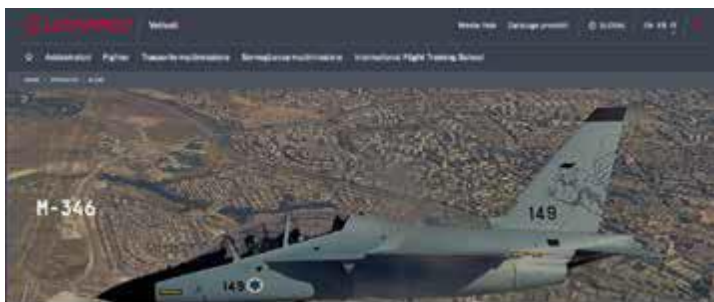 LEONARDO Velivoli Media Hub Catalogo prodotti GLOBAL EN
Addestratori Fighter Trasporto multimissione Sorveglianza multimissione International Flight Training School
M-346
149
149